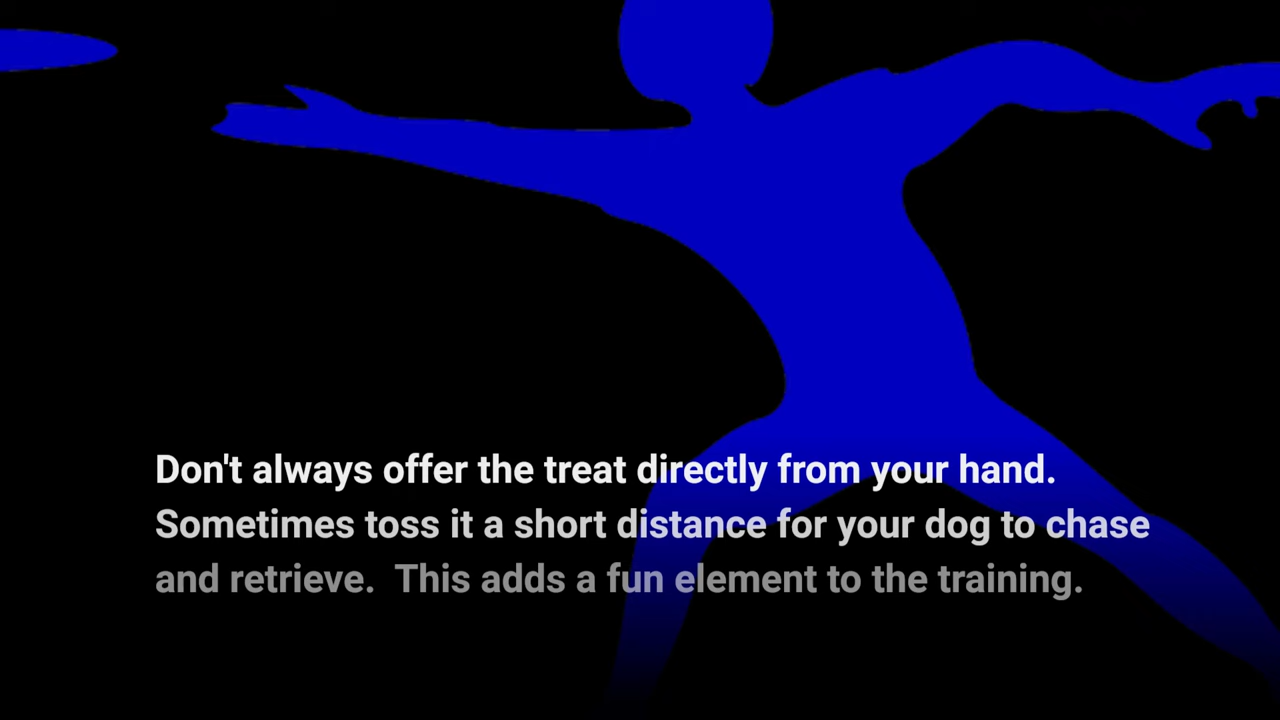 Don't always offer the treat directly from your hand.
Sometimes toss it a short distance for your dog to chase
and retrieve.  This adds a fun element to the training.